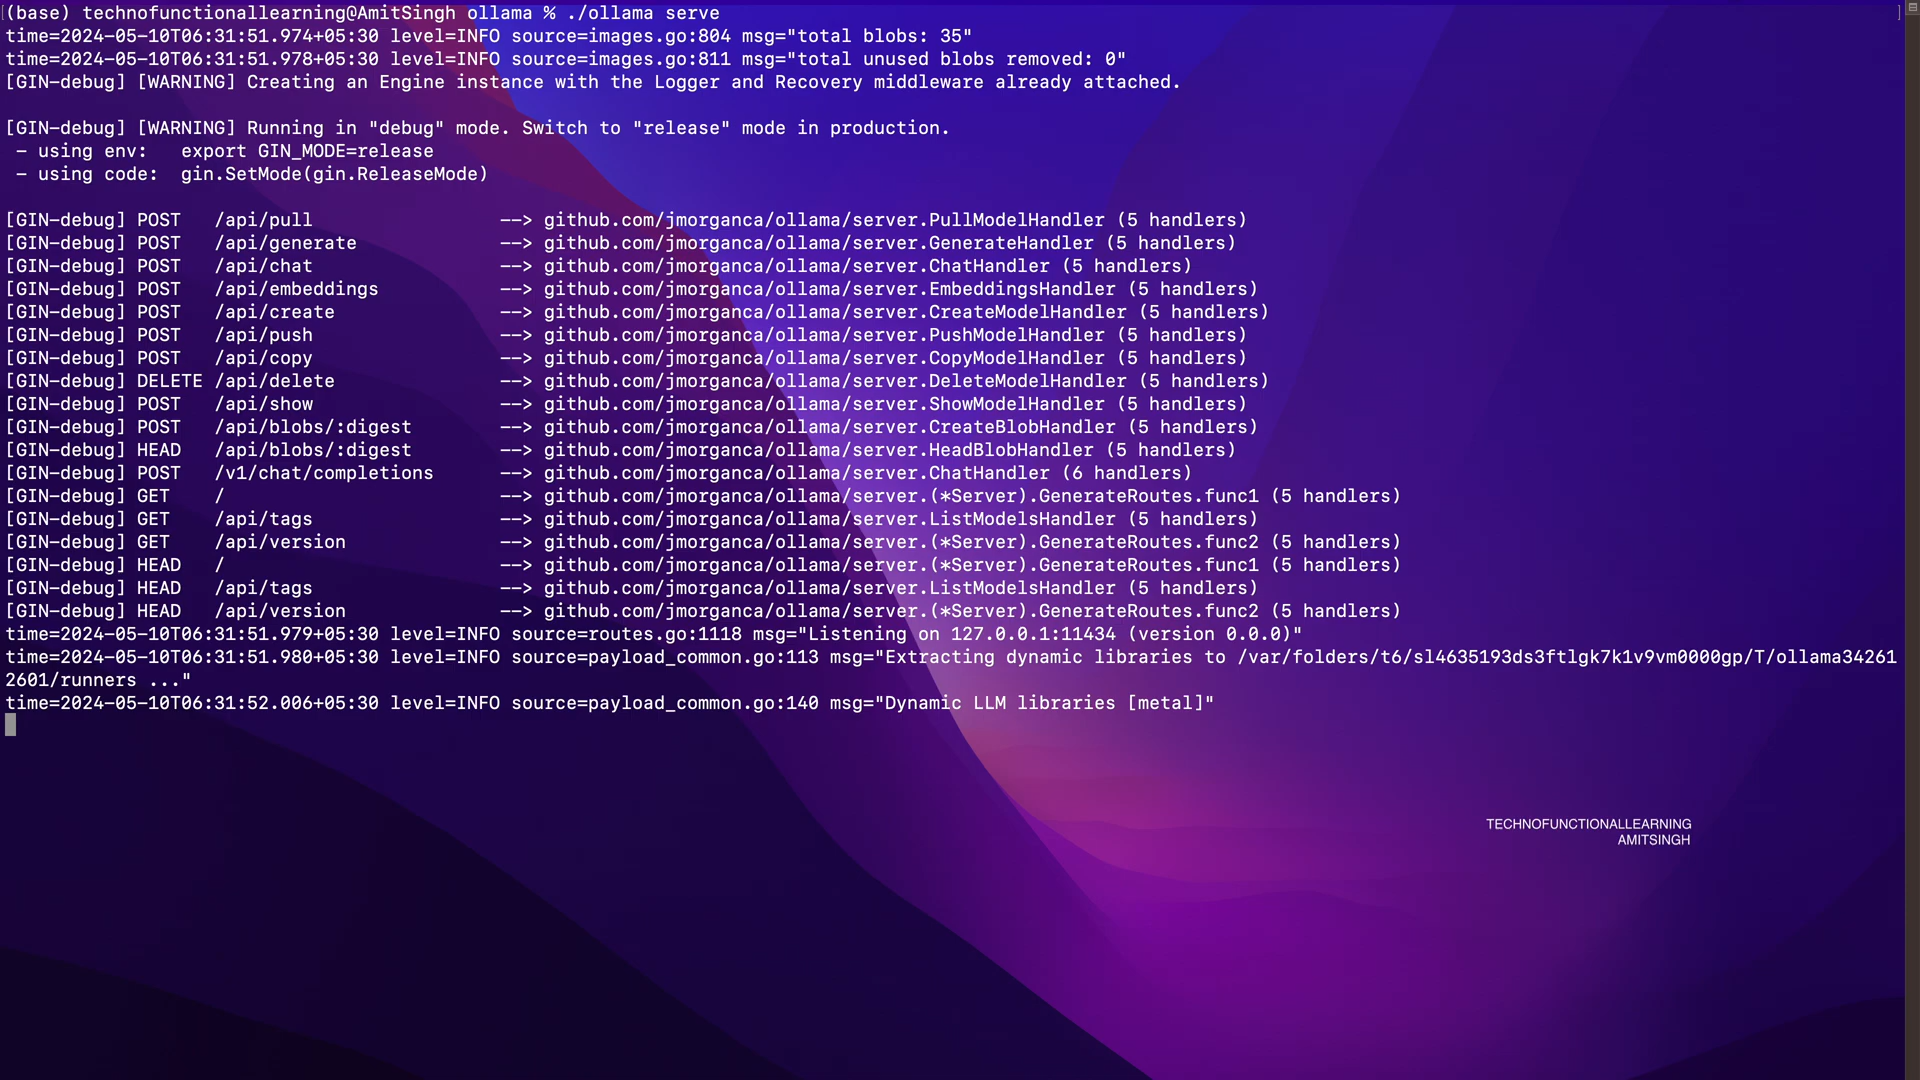 (base) technofunctionallearning@AmitSingh ollama % ./ollama serve
time=2024-05-10T06:31:51.974+05:30 level=INFO source=images.go:804 msg="total blobs: 35"
time=2024-05-10T06:31:51.978+05:30 level=INFO source=images.go:811 msg="total unused blobs removed: 0"
[GIN-debug] [WARNING] Creating an Engine instance with the Logger and Recovery middleware already attached.
[GIN-debug] [WARNING] Running in "debug" mode. Switch to "release" mode in production.
- using env:   export GIN_MODE=release
- using code:  gin.SetMode(gin.ReleaseMode)
[GIN-debug] POST   /api/pull                 --> github.com/jmorganca/ollama/server.PullModelHandler (5 handlers)
[GIN-debug] POST   /api/generate             --> github.com/jmorganca/ollama/server.GenerateHandler (5 handlers)
[GIN-debug] POST   /api/chat                 --> github.com/jmorganca/ollama/server.ChatHandler (5 handlers)
[GIN-debug] POST   /api/embeddings           --> github.com/jmorganca/ollama/server.EmbeddingsHandler (5 handlers)
[GIN-debug] POST   /api/create               --> github.com/jmorganca/ollama/server.CreateModelHandler (5 handlers)
[GIN-debug] POST   /api/push                 --> github.com/jmorganca/ollama/server.PushModelHandler (5 handlers)
[GIN-debug] POST   /api/copy                 --> github.com/jmorganca/ollama/server.CopyModelHandler (5 handlers)
[GIN-debug] DELETE /api/delete               --> github.com/jmorganca/ollama/server.DeleteModelHandler (5 handlers)
[GIN-debug] POST   /api/show                 --> github.com/jmorganca/ollama/server.ShowModelHandler (5 handlers)
[GIN-debug] POST   /api/blobs/:digest        --> github.com/jmorganca/ollama/server.CreateBlobHandler (5 handlers)
[GIN-debug] HEAD   /api/blobs/:digest        --> github.com/jmorganca/ollama/server.HeadBlobHandler (5 handlers)
[GIN-debug] POST   /v1/chat/completions      --> github.com/jmorganca/ollama/server.ChatHandler (6 handlers)
[GIN-debug] GET    /                         --> github.com/jmorganca/ollama/server.(*Server).GenerateRoutes.func1 (5 handlers)
[GIN-debug] GET    /api/tags                 --> github.com/jmorganca/ollama/server.ListModelsHandler (5 handlers)
[GIN-debug] GET    /api/version              --> github.com/jmorganca/ollama/server.(*Server).GenerateRoutes.func2 (5 handlers)
[GIN-debug] HEAD   /                         --> github.com/jmorganca/ollama/server.(*Server).GenerateRoutes.func1 (5 handlers)
[GIN-debug] HEAD   /api/tags                 --> github.com/jmorganca/ollama/server.ListModelsHandler (5 handlers)
[GIN-debug] HEAD   /api/version              --> github.com/jmorganca/ollama/server.(*Server).GenerateRoutes.func2 (5 handlers)
time=2024-05-10T06:31:51.979+05:30 level=INFO source=routes.go:1118 msg="Listening on 127.0.0.1:11434 (version 0.0.0)"
time=2024-05-10T06:31:51.980+05:30 level=INFO source=payload_common.go:113 msg="Extracting dynamic libraries to /var/folders/t6/sl4635193ds3ftlgk7k1v9vm0000gp/T/ollama34261
2601/runners ..."
time=2024-05-10T06:31:52.006+05:30 level=INFO source=payload_common.go:140 msg="Dynamic LLM libraries [metal]"
TECHNOFUNCTIONALLEARNING
AMITSINGH